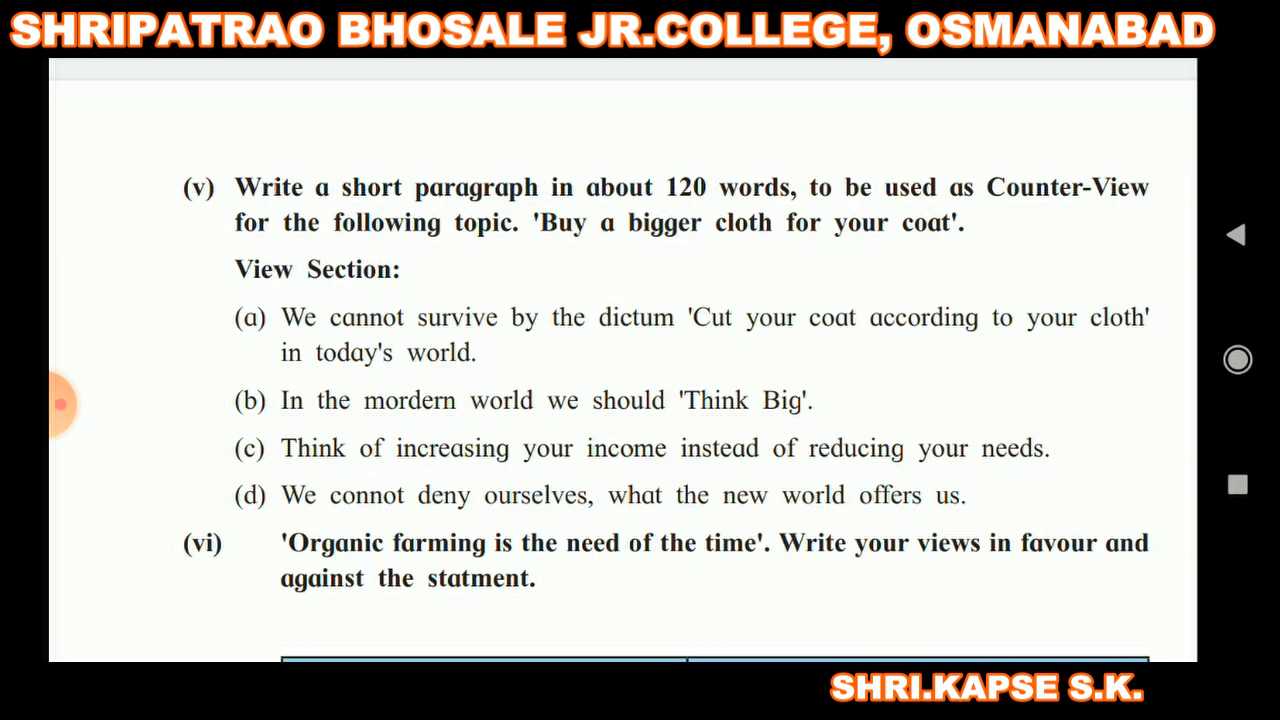 SHRIPATRAO BHOSALE JR.COLLEGE, OSMANABAD
(v) Write a short paragraph in about 120 words, to be used as Counter-View
for the following topic. 'Buy a bigger cloth for your coat'.
View Section:
(a) We cannot survive by the dictum 'Cut your coat according to your cloth'
in today's world.
(b) In the mordern world we should 'Think Big'.
(c) Think of increasing your income instead of reducing your needs.
(d) We connot deny ourselves, what the new world offers us.
(vi) 'Organic farming is the need of the time'. Write your views in favour and
against the statment.
SHRI.KAPSE S.K.